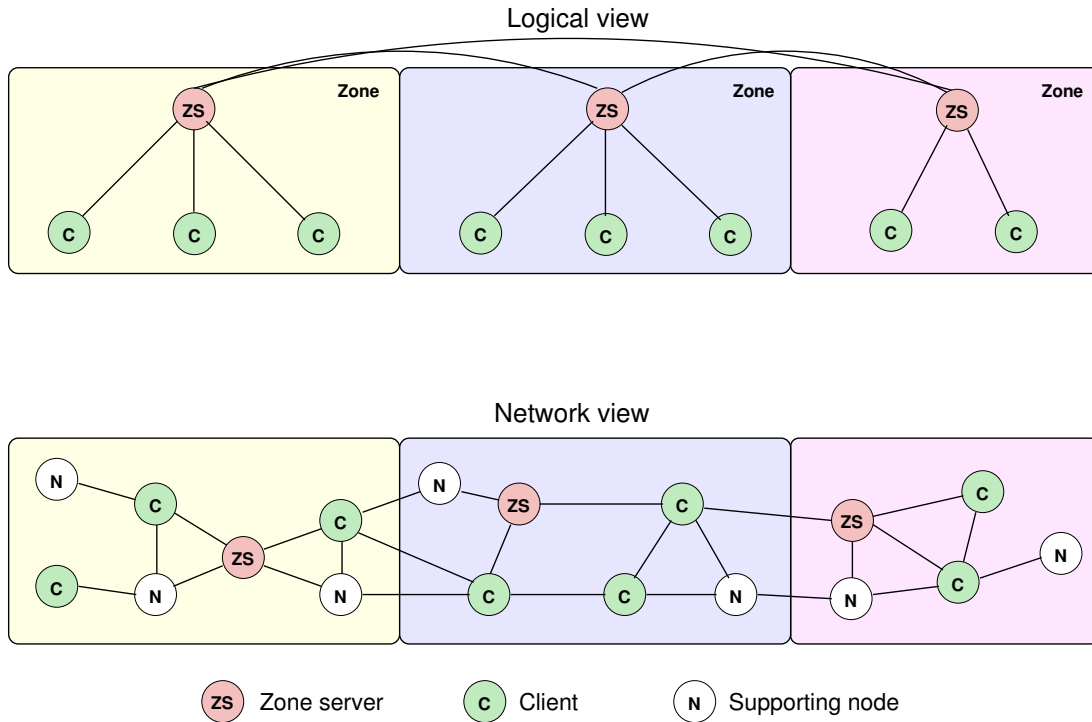 Logical view
Zone Zone Zone
ZS ZS ZS
C C C C C C C C
Network view
N C C N ZS C ZS C
ZS N
C N N C C N N C
Zone server Client Supporting node
ZS C N